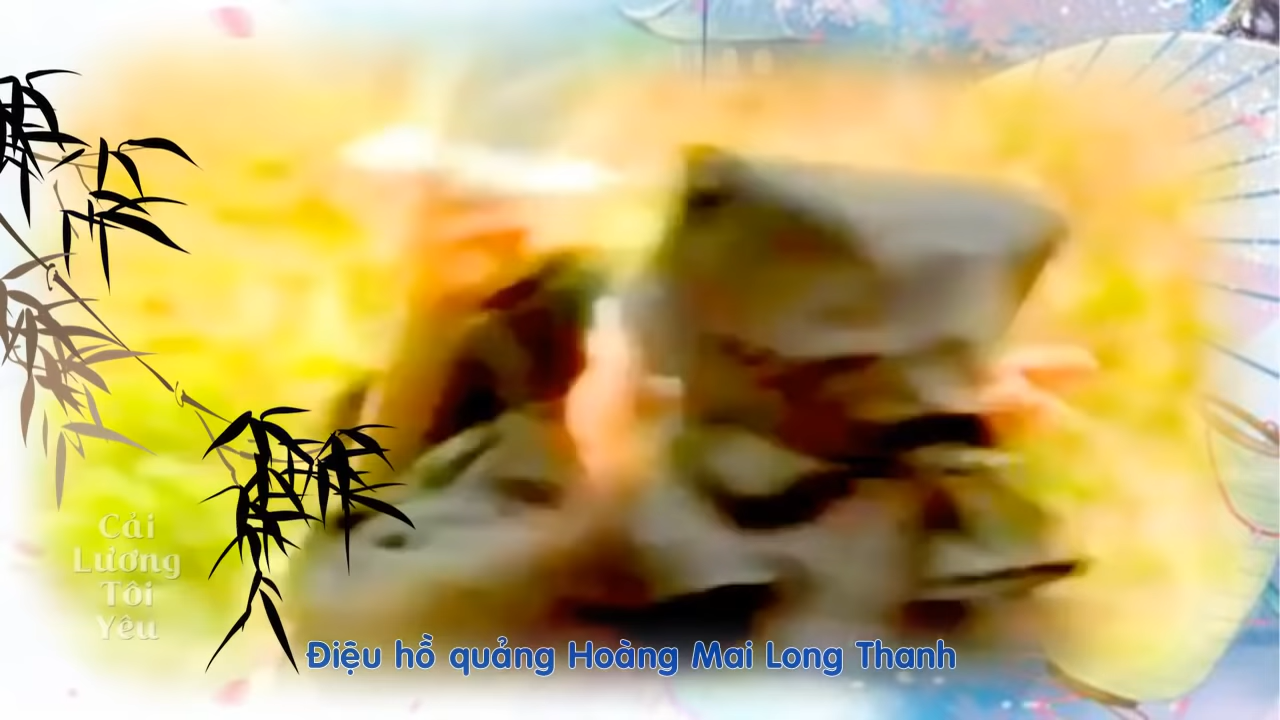 Cải
Lương
Tôi
Yêu
Điệu hồ quảng Hoàng Mai Long Thanh